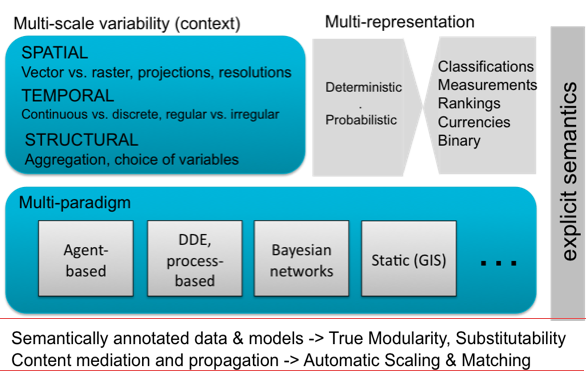 Multi-scale variability (context)
SPATIAL
Vector vs. raster, projections, resolutions
TEMPORAL
Continuous vs. discrete, regular vs. irregular
STRUCTURAL
Aggregation, choice of variables
Multi-representation
Deterministic
.
Probabilistic
Classifications
Measurements
Rankings
Currencies
Binary
explicit semantics
Multi-paradigm
Agent-
based
DDE,
process-
based
Bayesian
networks
Static (GIS)
...
Semantically annotated data & models -> True Modularity, Substitutability
Content mediation and propagation -> Automatic Scaling & Matching